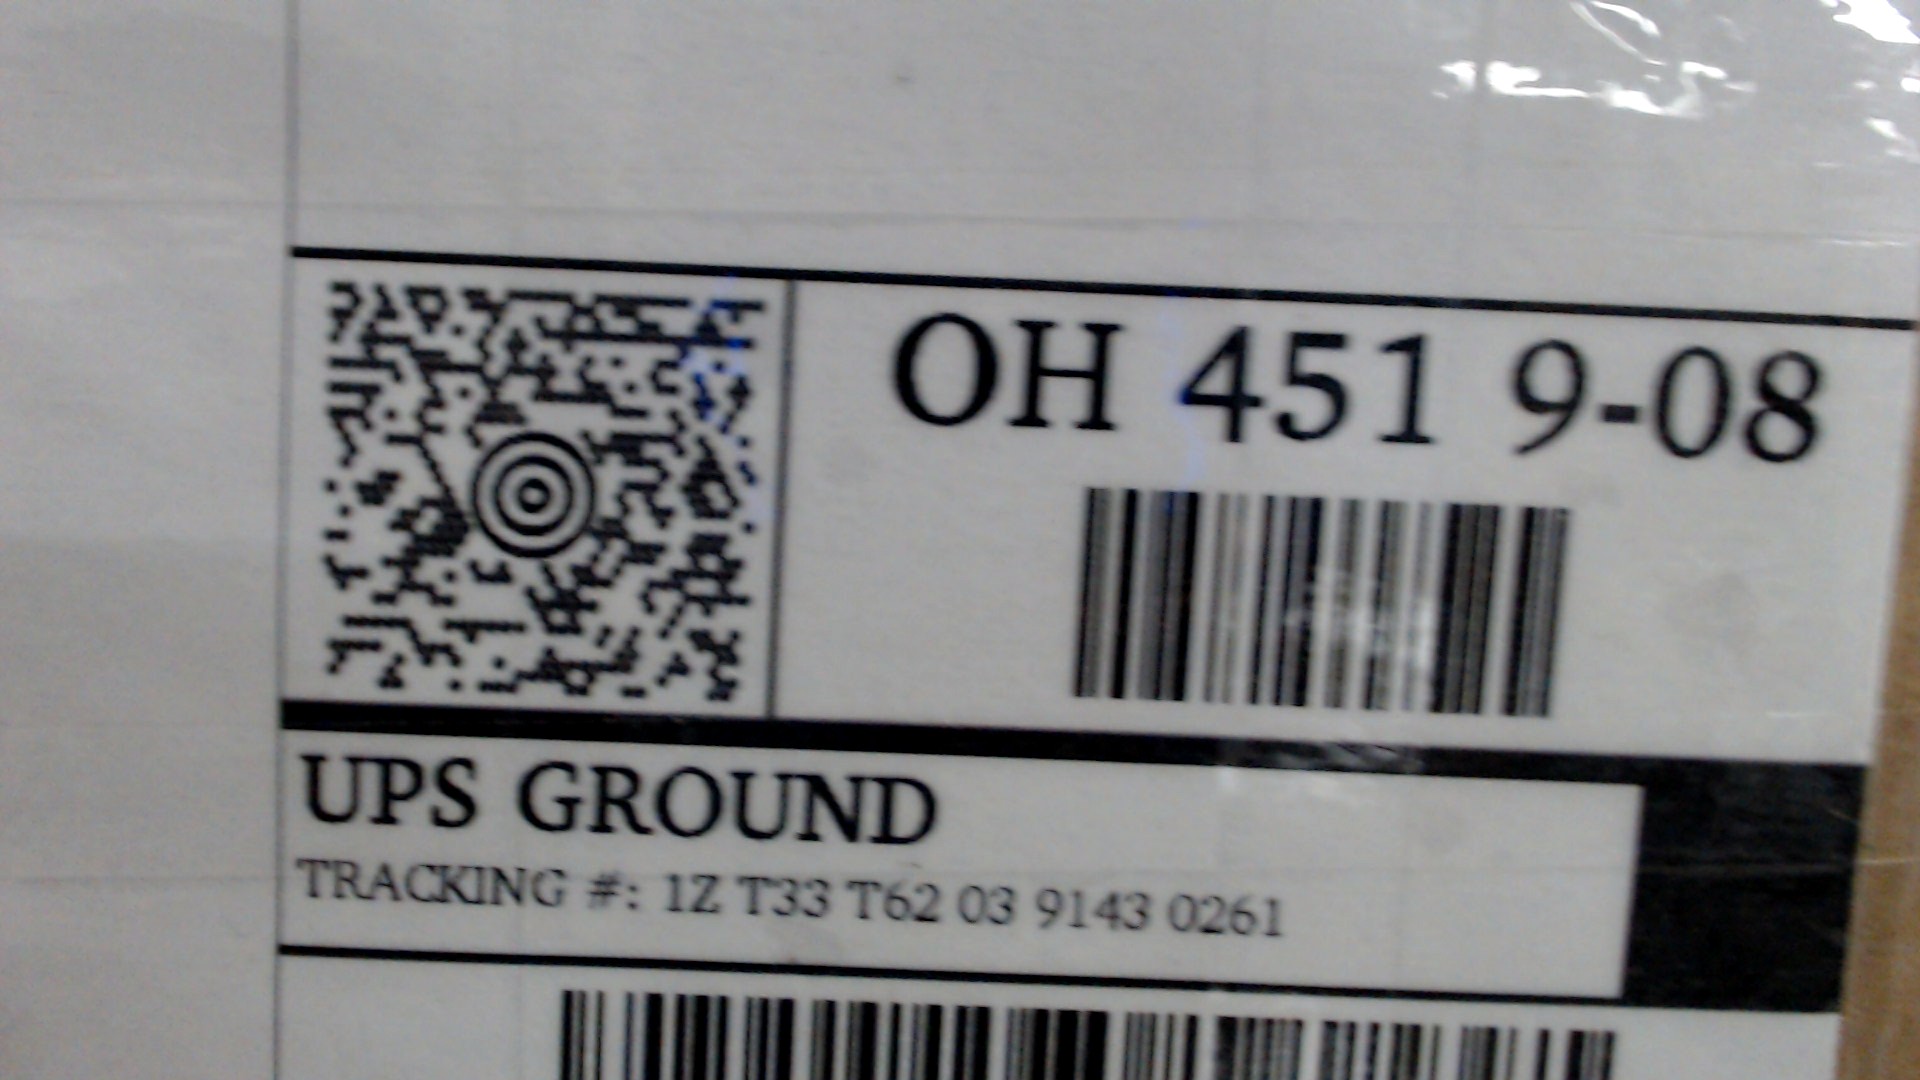 OH 451 9-08
UPS GROUND
TRACKING #: 1Z T33 T62 03 9143 0261